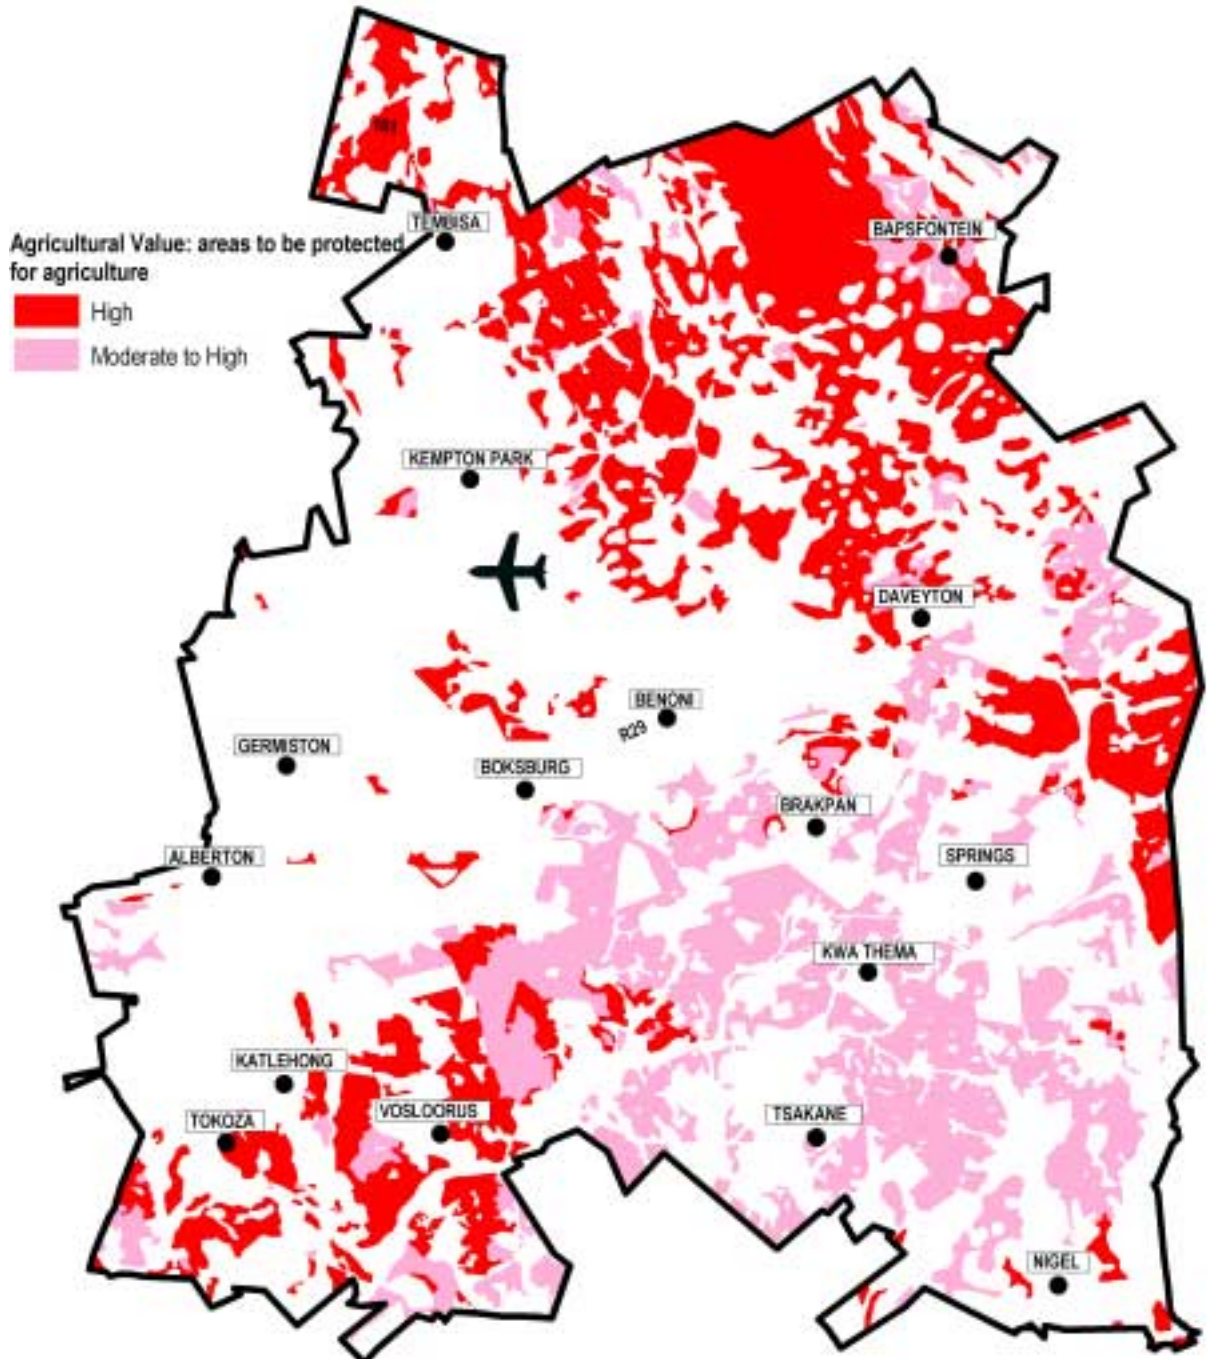 TEMBISA
BAPSFONTEIN
Agricultural Value: areas to be protected
for agriculture
High
Moderate to High
KEMPTON PARK
DAVEYTON
BENONI
R29
GERMISTON
BOKSBURG
BRAKPAN
ALBERTON
SPRINGS
KWA THEMA
KATLEHONG
VOSLOORUS
TOKOZA
TSAKANE
NIGEL